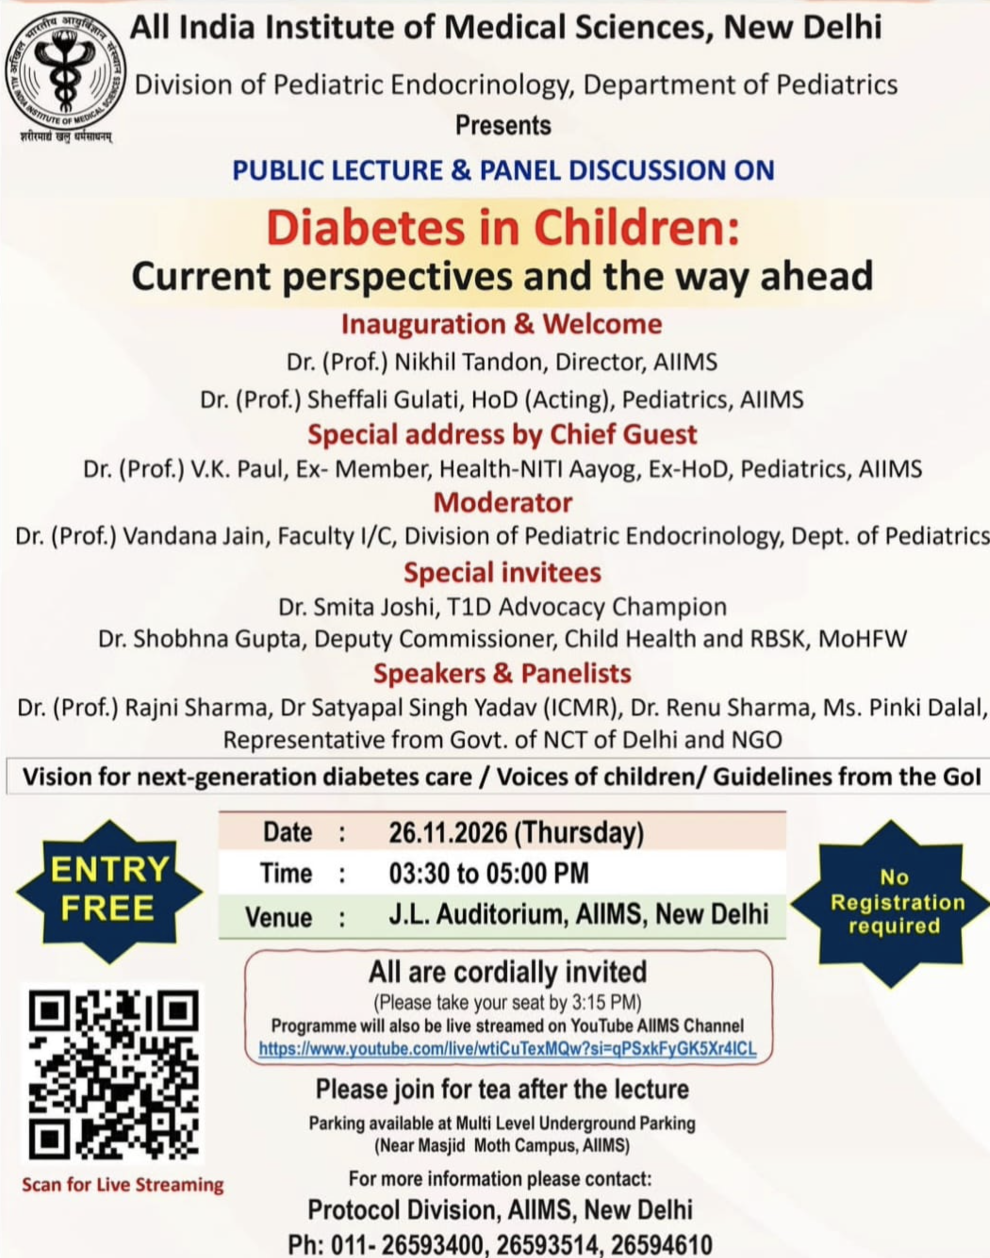 All India Institute of Medical Sciences, New Delhi
Division of Pediatric Endocrinology, Department of Pediatrics
शरीरमाद्यं खलु धर्मसाधनम्
Presents
PUBLIC LECTURE & PANEL DISCUSSION ON
Diabetes in Children:
Current perspectives and the way ahead
Inauguration & Welcome
Dr. (Prof.) Nikhil Tandon, Director, AIIMS
Dr. (Prof.) Sheffali Gulati, HoD (Acting), Pediatrics, AIIMS
Special address by Chief Guest
Dr. (Prof.) V.K. Paul, Ex- Member, Health-NITI Aayog, Ex-HoD, Pediatrics, AIIMS
Moderator
Dr. (Prof.) Vandana Jain, Faculty I/C, Division of Pediatric Endocrinology, Dept. of Pediatrics
Special invitees
Dr. Smita Joshi, T1D Advocacy Champion
Dr. Shobhna Gupta, Deputy Commissioner, Child Health and RBSK, MoHFW
Speakers & Panelists
Dr. (Prof.) Rajni Sharma, Dr Satyapal Singh Yadav (ICMR), Dr. Renu Sharma, Ms. Pinki Dalal,
Representative from Govt. of NCT of Delhi and NGO
Vision for next-generation diabetes care / Voices of children/ Guidelines from the GoI
ENTRY
FREE
Date : 26.11.2026 (Thursday)
Time : 03:30 to 05:00 PM
Venue : J.L. Auditorium, AIIMS, New Delhi
No
Registration
required
All are cordially invited
(Please take your seat by 3:15 PM)
Programme will also be live streamed on YouTube AIIMS Channel
https://www.youtube.com/live/wtiCuTexMQw?si=qPSxkFyGK5Xr4lCL
Scan for Live Streaming
Please join for tea after the lecture
Parking available at Multi Level Underground Parking
(Near Masjid Moth Campus, AIIMS)
For more information please contact:
Protocol Division, AIIMS, New Delhi
Ph: 011- 26593400, 26593514, 26594610